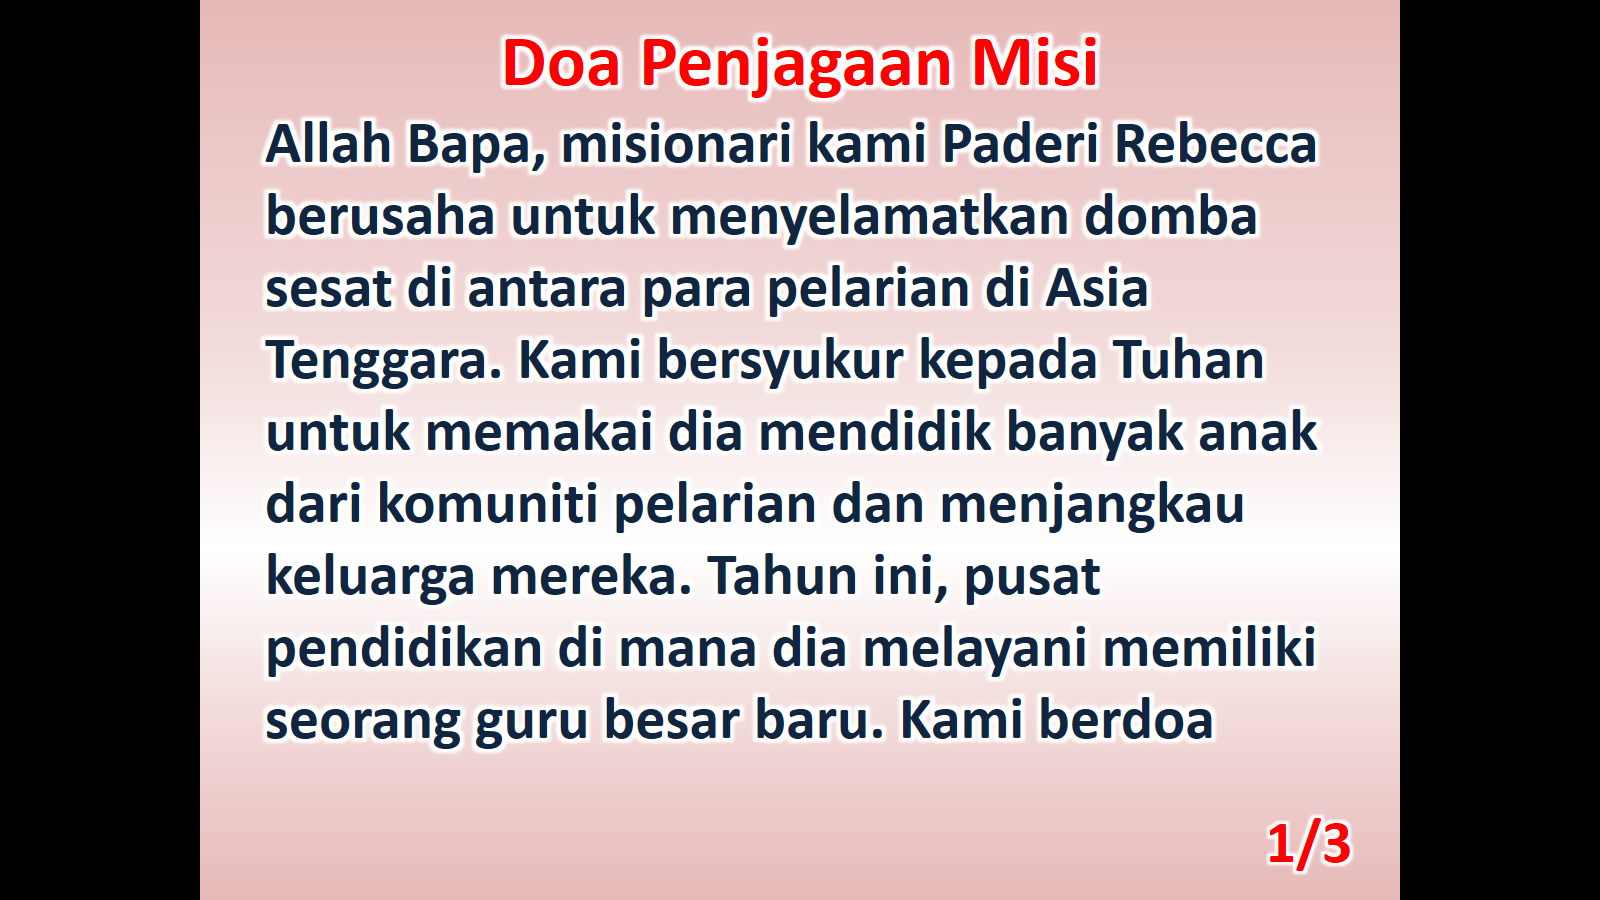 Doa Penjagaan Misi
Allah Bapa, misionari kami Paderi Rebecca
berusaha untuk menyelamatkan domba
sesat di antara para pelarian di Asia
Tenggara. Kami bersyukur kepada Tuhan
untuk memakai dia mendidik banyak anak
dari komuniti pelarian dan menjangkau
keluarga mereka. Tahun ini, pusat
pendidikan di mana dia melayani memiliki
seorang guru besar baru. Kami berdoa
1/3